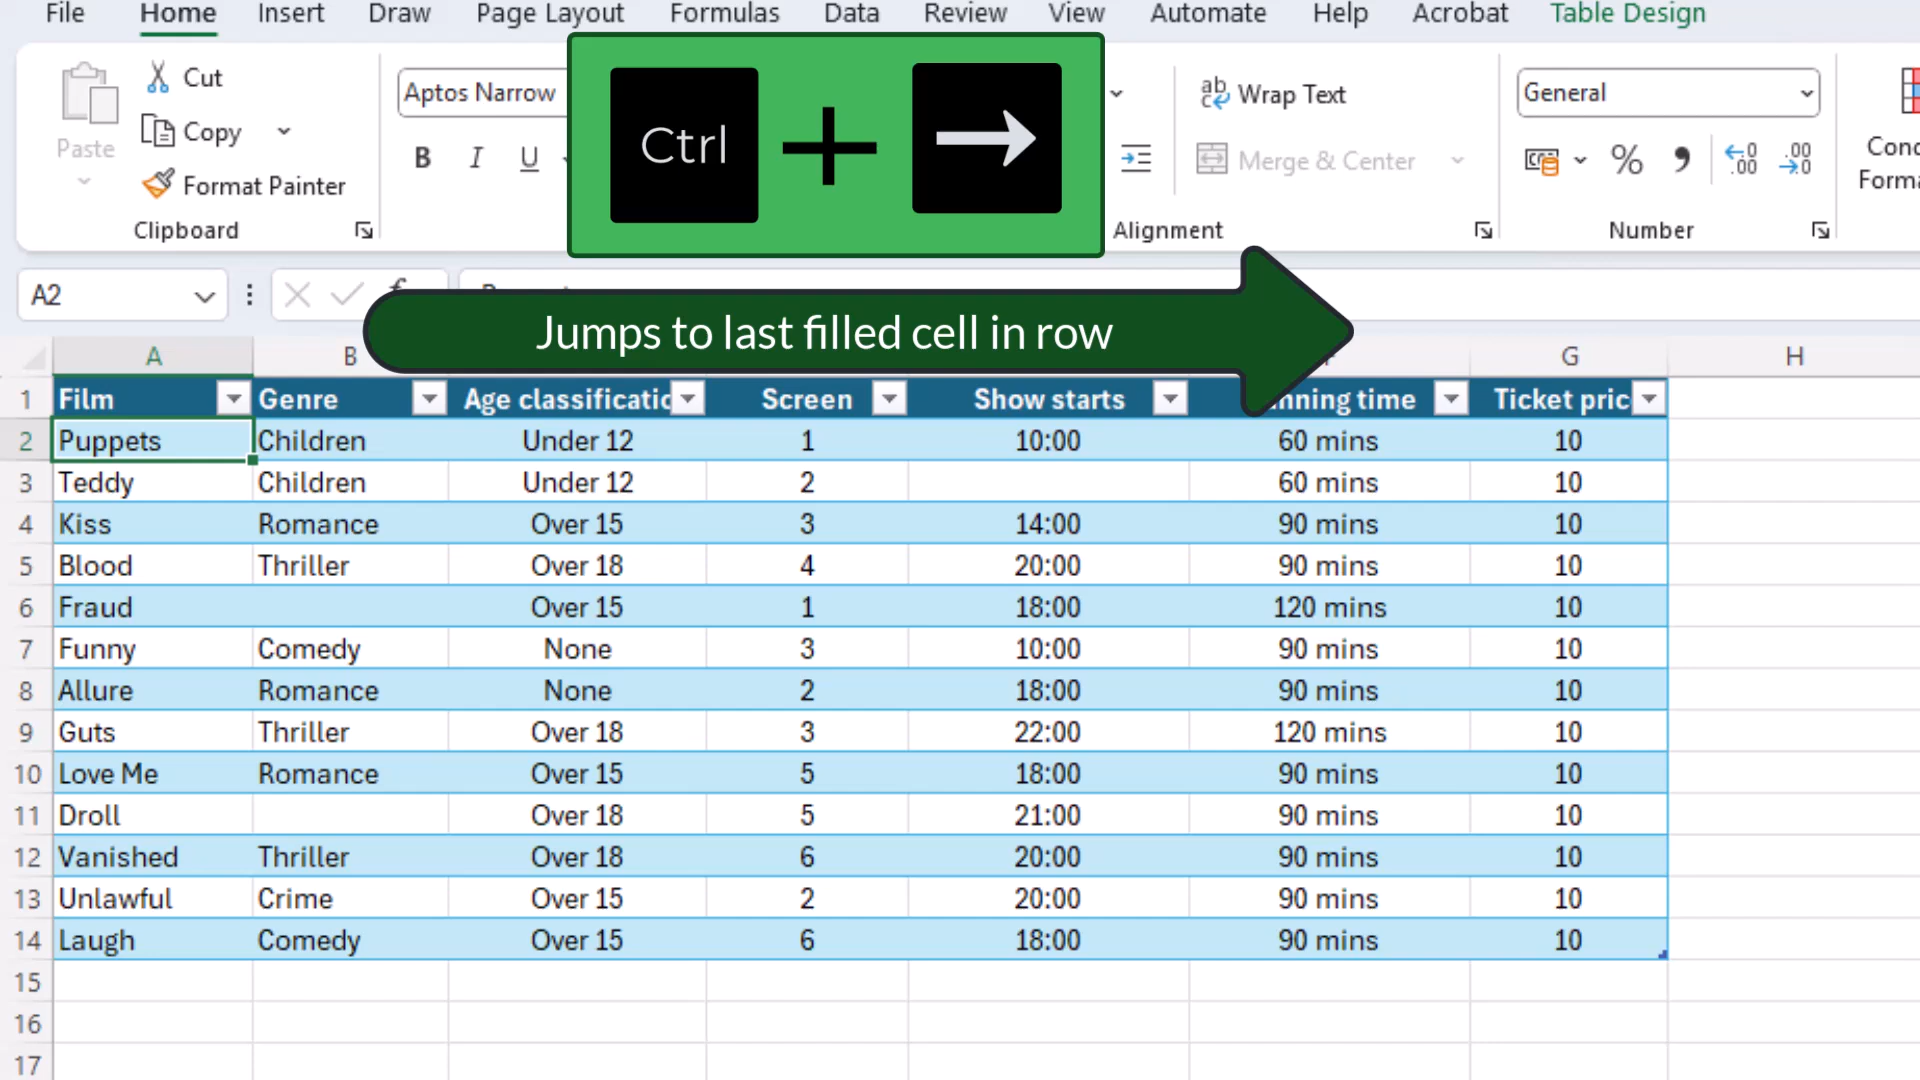 File Home Insert Draw Page Layout Formulas Data Review View Automate Help Acrobat Table Design
Paste
Cut
Copy
Format Painter
Clipboard
Aptos Narrow
B I U
Ctrl + →
Wrap Text
Merge & Center
Alignment
General
% 9 .00 .00 .0
Number
A2
Jumps to last filled cell in row
A B G H
1 Film Genre Age classificatic Screen Show starts nning time Ticket pric
2 Puppets Children Under 12 1 10:00 60 mins 10
3 Teddy Children Under 12 2 60 mins 10
4 Kiss Romance Over 15 3 14:00 90 mins 10
5 Blood Thriller Over 18 4 20:00 90 mins 10
6 Fraud Over 15 1 18:00 120 mins 10
7 Funny Comedy None 3 10:00 90 mins 10
8 Allure Romance None 2 18:00 90 mins 10
9 Guts Thriller Over 18 3 22:00 120 mins 10
10 Love Me Romance Over 15 5 18:00 90 mins 10
11 Droll Over 18 5 21:00 90 mins 10
12 Vanished Thriller Over 18 6 20:00 90 mins 10
13 Unlawful Crime Over 15 2 20:00 90 mins 10
14 Laugh Comedy Over 15 6 18:00 90 mins 10
15
16
17